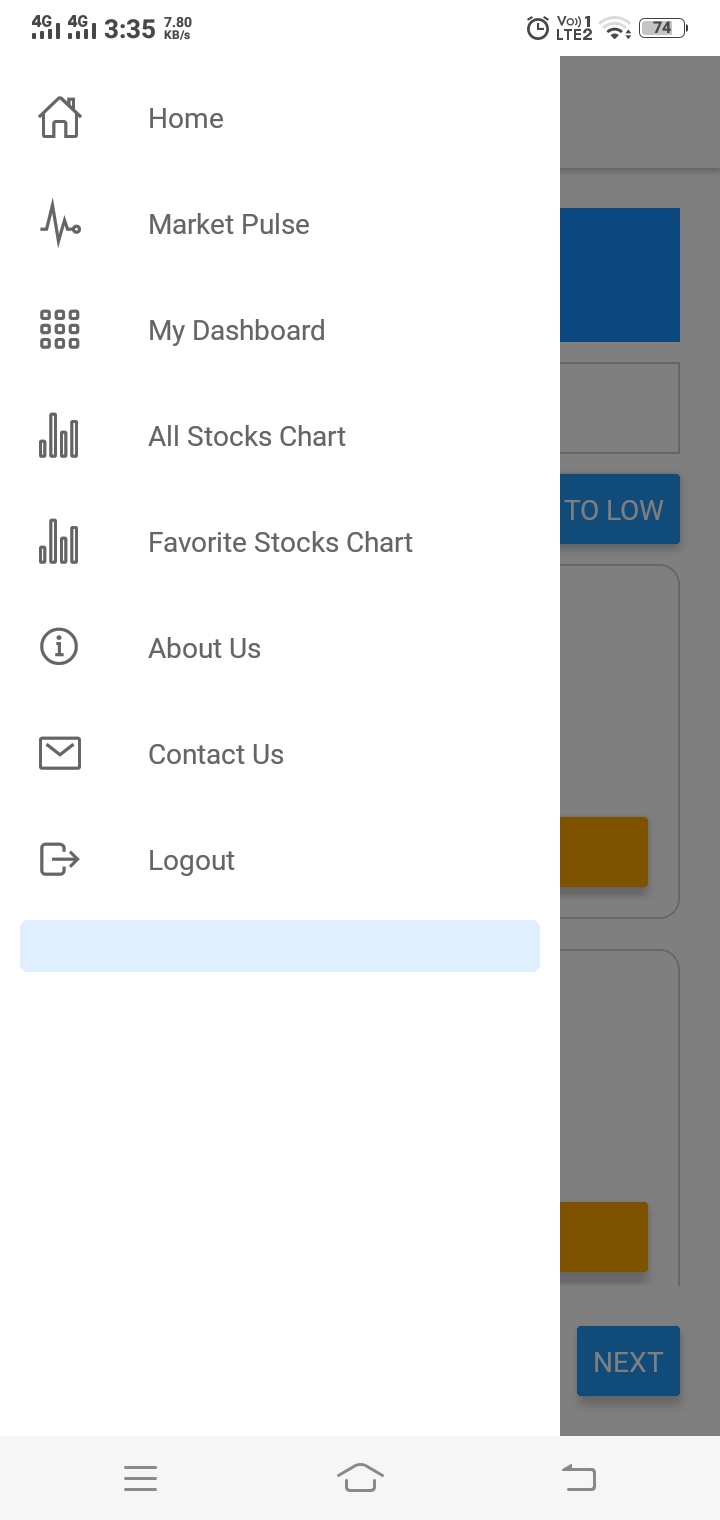 4G 4G 3:35 7.80 KB/s Vo)) 1 LTE2 74
Home
Market Pulse
My Dashboard
All Stocks Chart
TO LOW
Favorite Stocks Chart
About Us
Contact Us
Logout
NEXT